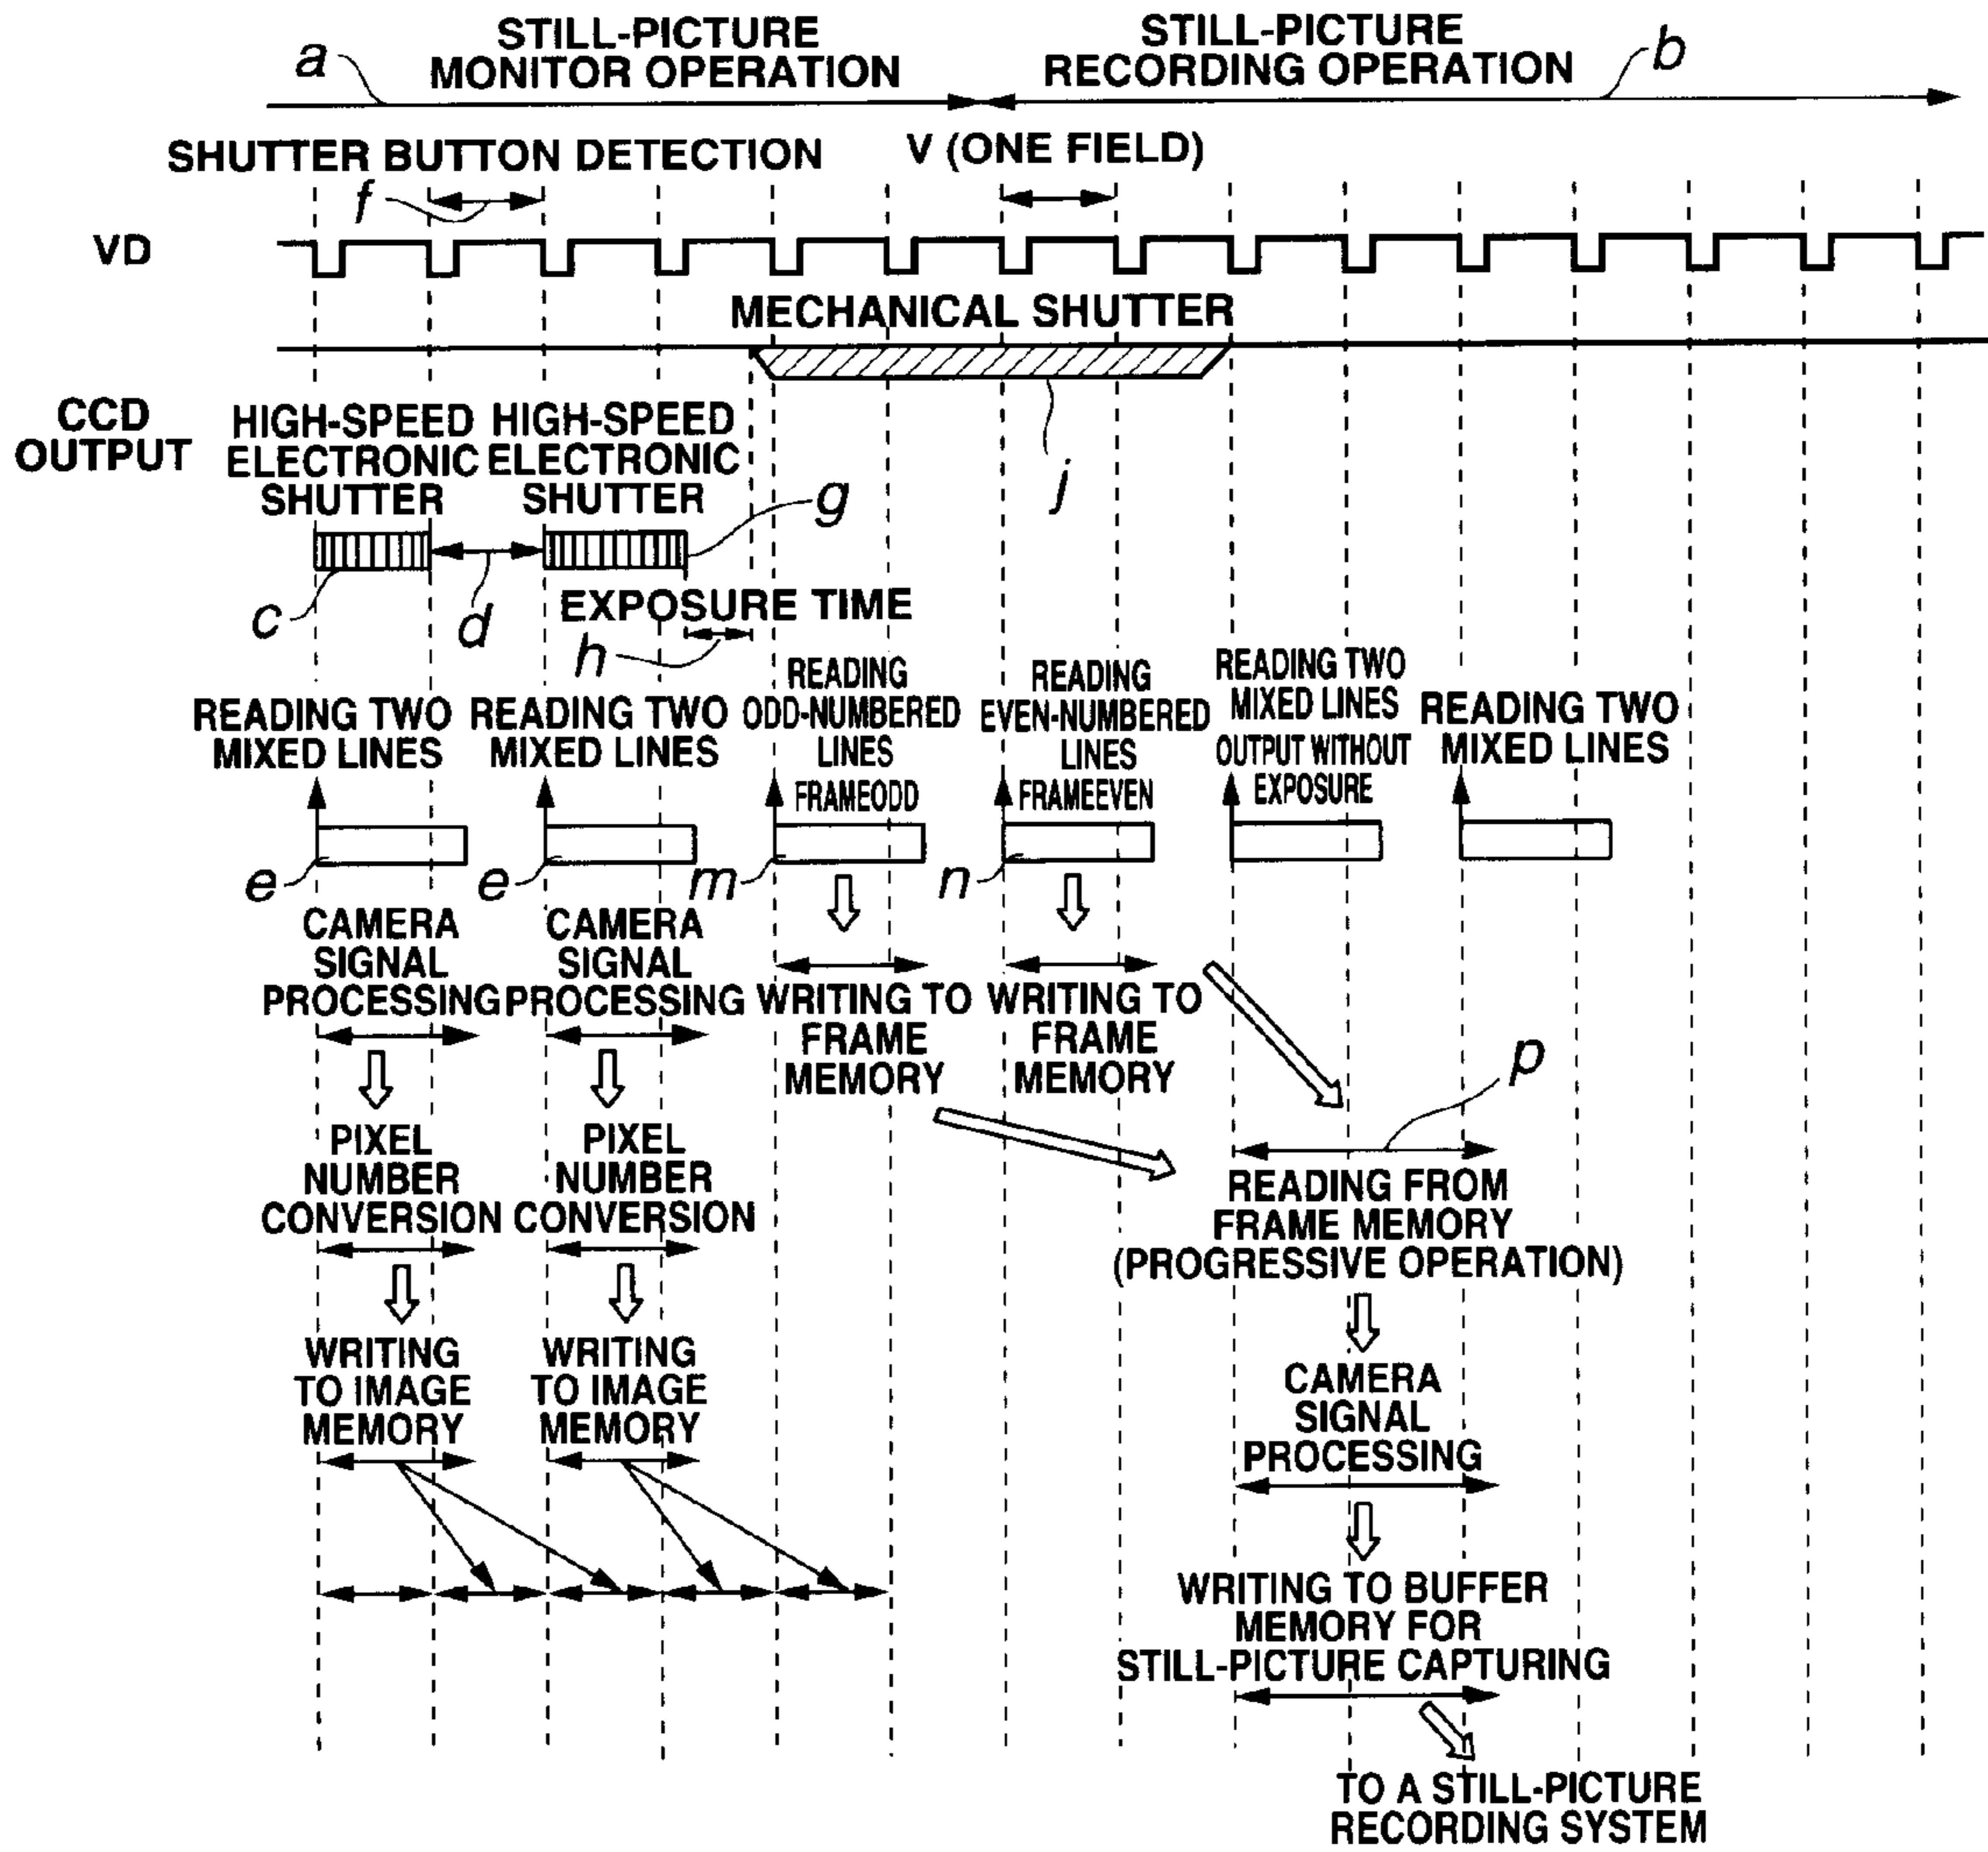 STILL-PICTURE
MONITOR OPERATION
STILL-PICTURE
RECORDING OPERATION
a
b
SHUTTER BUTTON DETECTION
V (ONE FIELD)
f
VD
MECHANICAL SHUTTER
j
CCD
OUTPUT
HIGH-SPEED
ELECTRONIC
SHUTTER
HIGH-SPEED
ELECTRONIC
SHUTTER
g
c
d
EXPOSURE TIME
h
READING TWO
MIXED LINES
READING TWO
MIXED LINES
READING
ODD-NUMBERED
LINES
FRAMEODD
READING
EVEN-NUMBERED
LINES
FRAMEEVEN
READING TWO
MIXED LINES
OUTPUT WITHOUT
EXPOSURE
READING TWO
MIXED LINES
e
e
m
n
CAMERA
SIGNAL
PROCESSING
CAMERA
SIGNAL
PROCESSING
WRITING TO
FRAME
MEMORY
WRITING TO
FRAME
MEMORY
p
PIXEL
NUMBER
CONVERSION
PIXEL
NUMBER
CONVERSION
READING FROM
FRAME MEMORY
(PROGRESSIVE OPERATION)
WRITING
TO IMAGE
MEMORY
WRITING
TO IMAGE
MEMORY
CAMERA
SIGNAL
PROCESSING
WRITING TO BUFFER
MEMORY FOR
STILL-PICTURE CAPTURING
TO A STILL-PICTURE
RECORDING SYSTEM